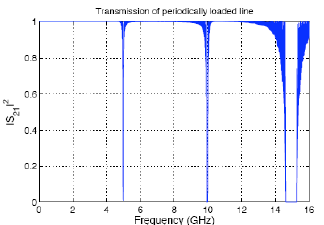 Transmission of periodically loaded line
|S21|²
1
0.8
0.6
0.4
0.2
0
0 2 4 6 8 10 12 14 16
Frequency (GHz)